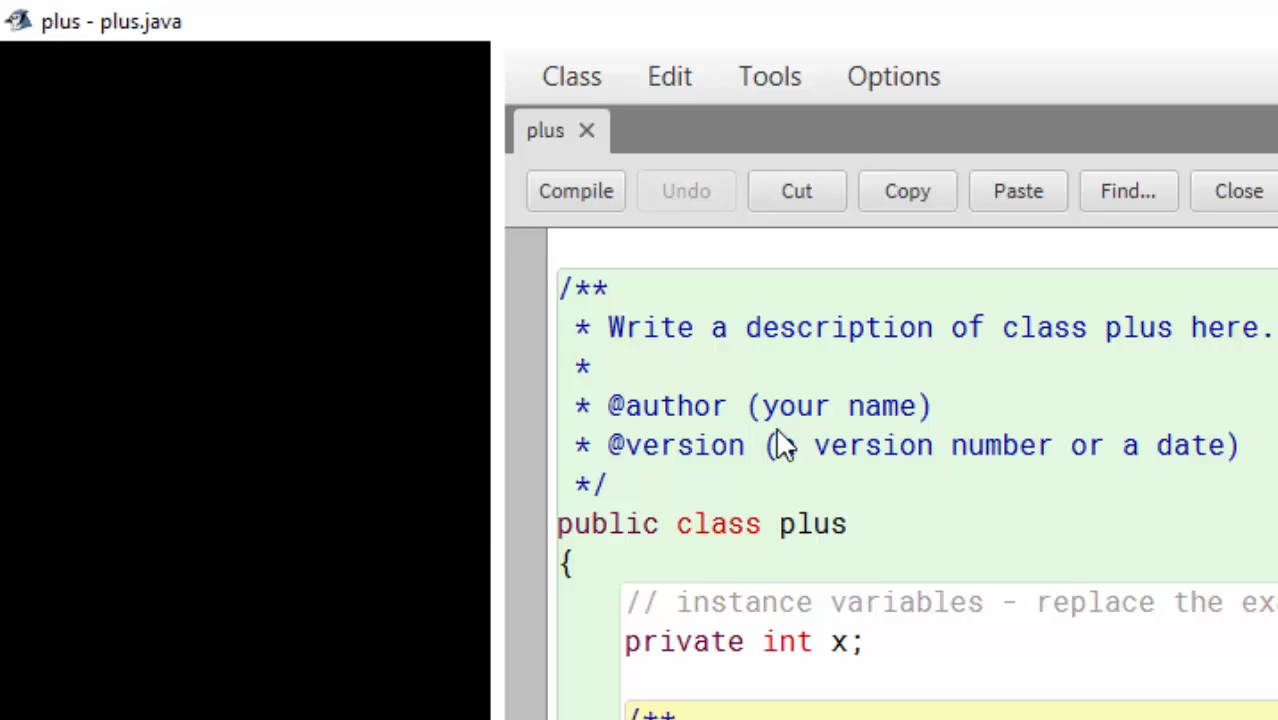 plus - plus.java
Class Edit Tools Options
plus
Compile Undo Cut Copy Paste Find... Close
/**
* Write a description of class plus here.
*
* @author (your name)
* @version ( version number or a date)
*/
public class plus
{
// instance variables - replace the
private int x;
/**